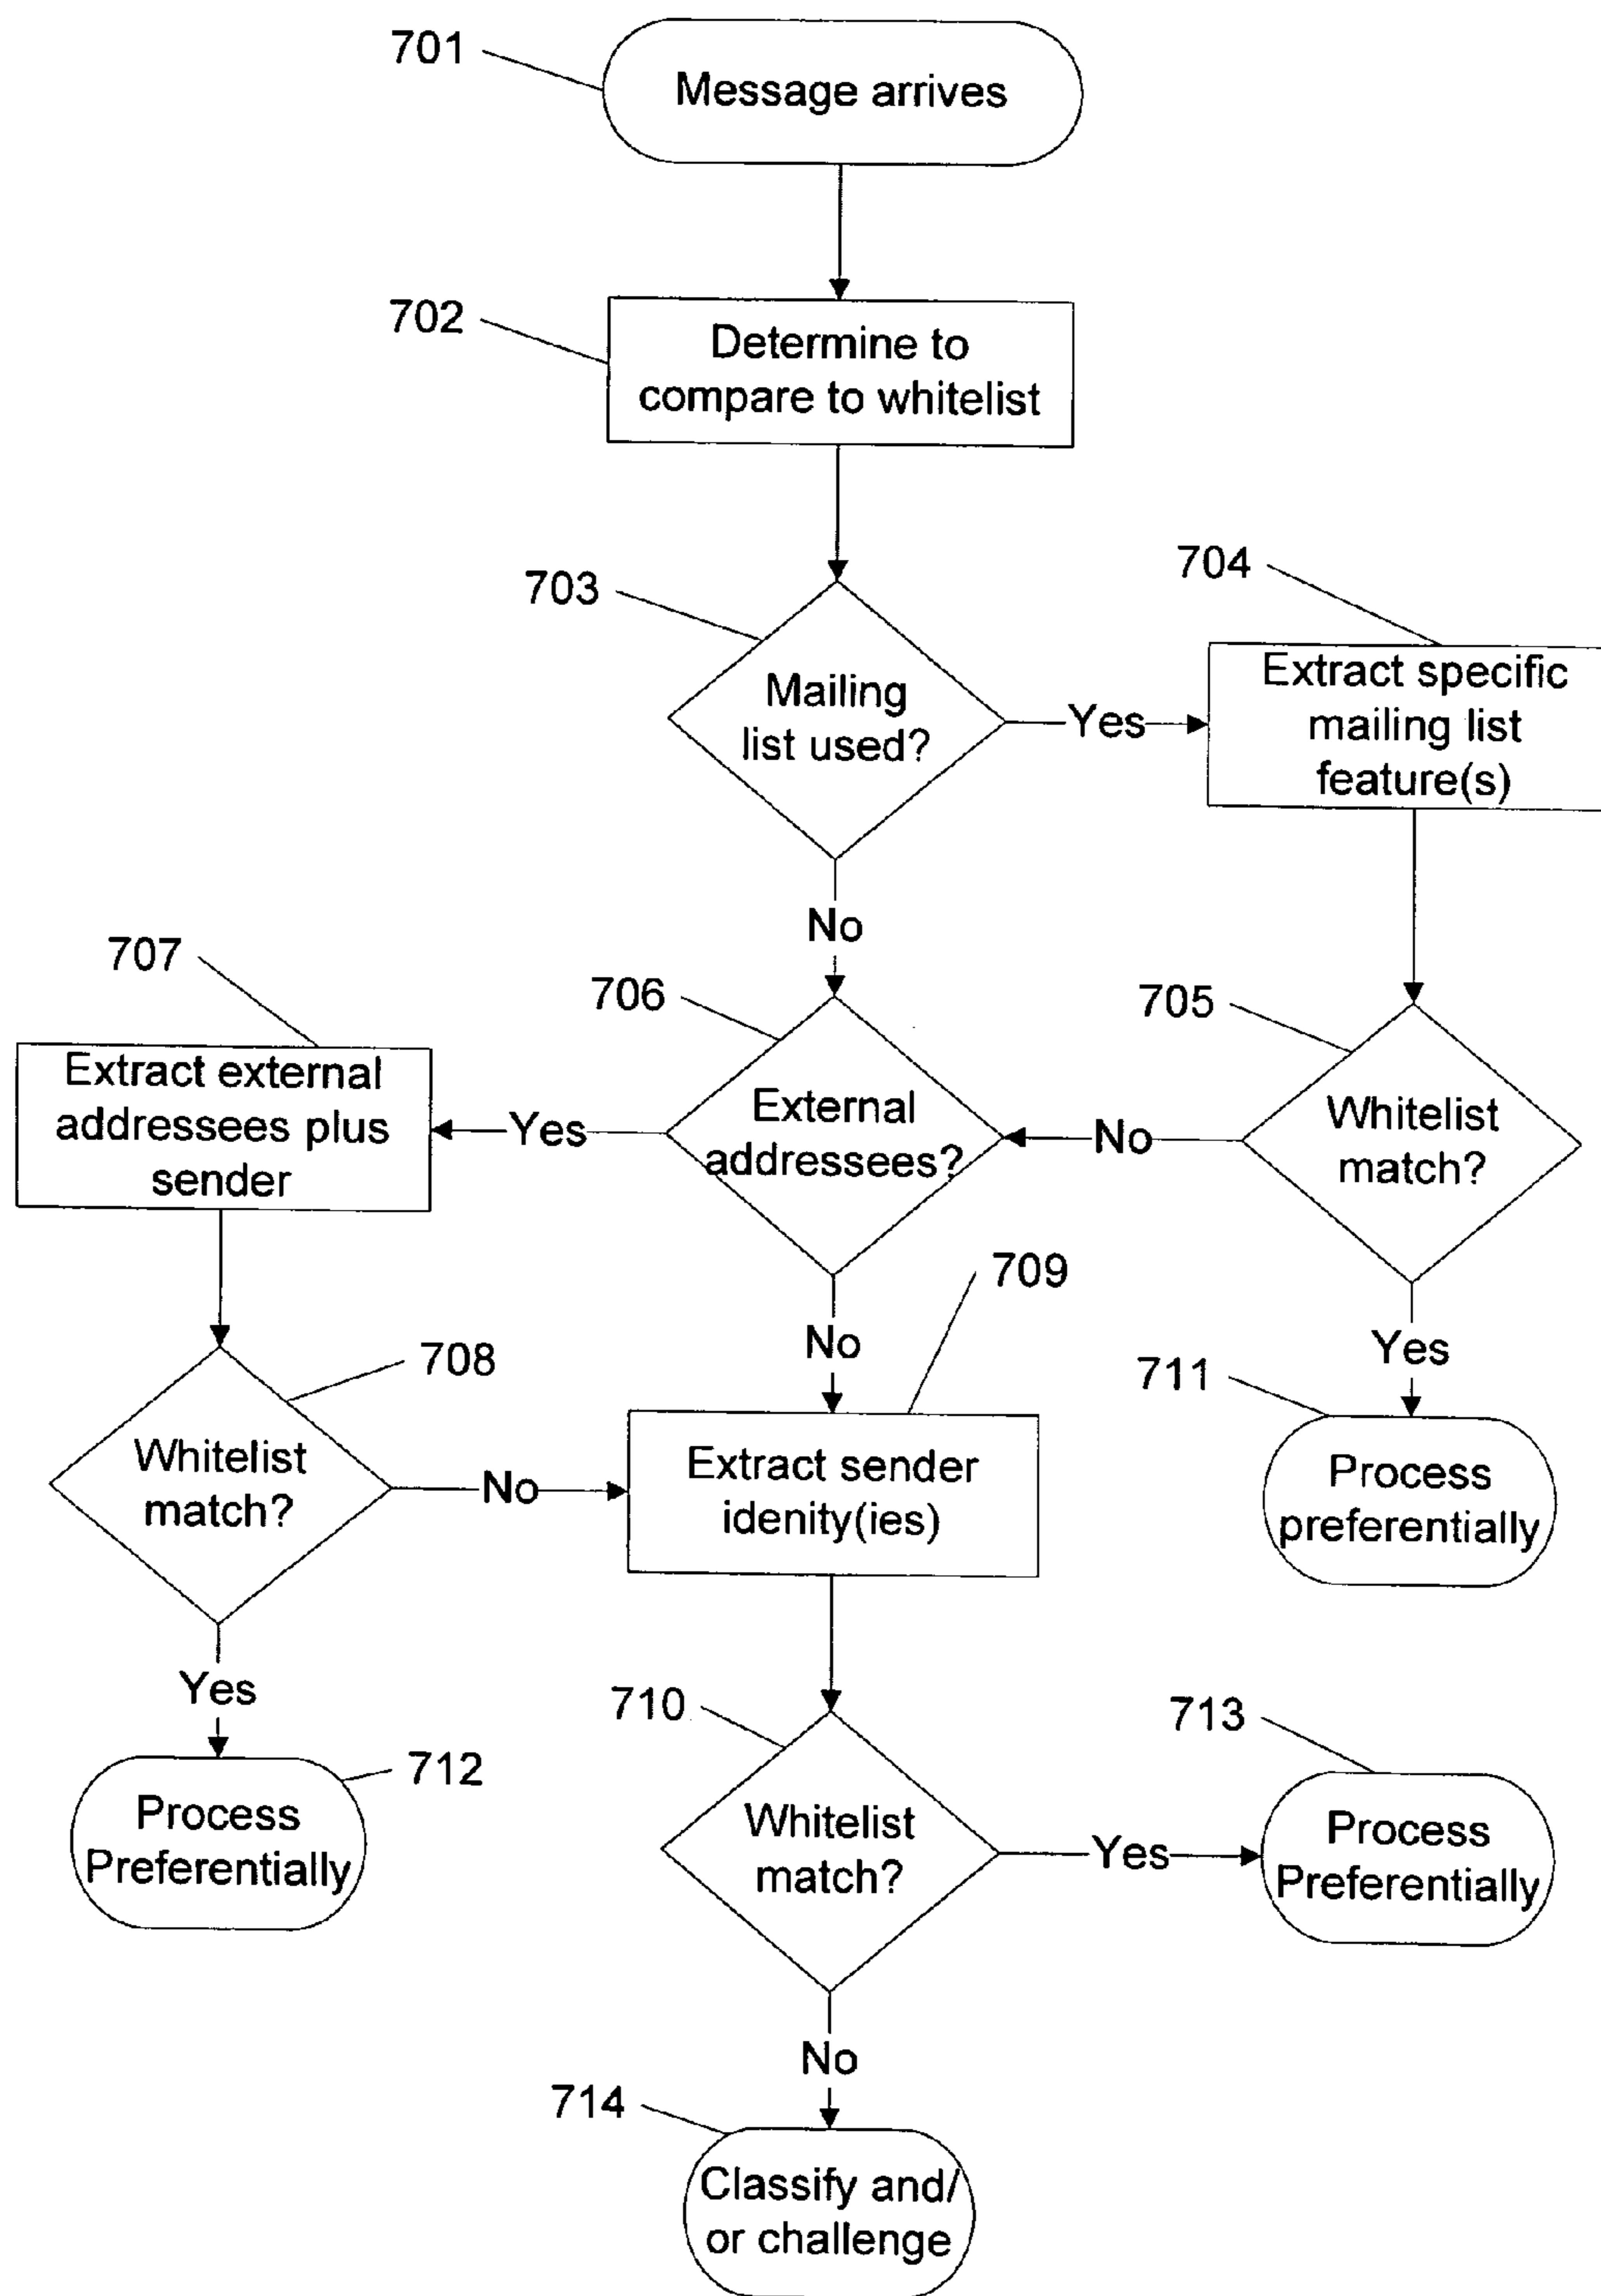 701
Message arrives
702
Determine to
compare to whitelist
703
Mailing
list used?
Yes
704
Extract specific
mailing list
feature(s)
No
705
Whitelist
match?
No
Yes
711
Process
preferentially
706
External
addressees?
Yes
No
707
Extract external
addressees plus
sender
708
Whitelist
match?
No
Yes
712
Process
Preferentially
709
Extract sender
idenity(ies)
710
Whitelist
match?
Yes
713
Process
Preferentially
No
714
Classify and/
or challenge